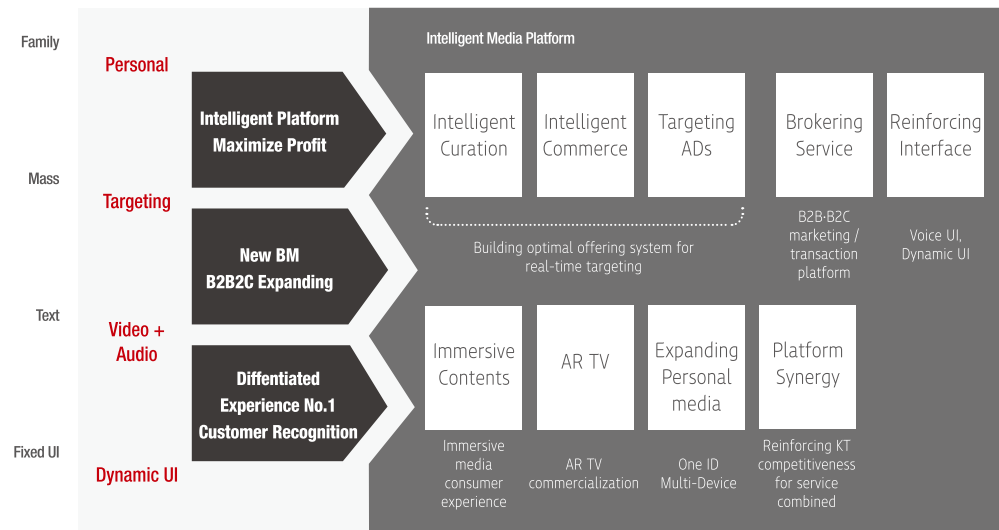 Family
Mass
Text
Fixed UI
Personal
Targeting
Video +
Audio
Dynamic UI
Intelligent Platform
Maximize Profit
New BM
B2B2C Expanding
Diffentiated
Experience No.1
Customer Recognition
Intelligent Media Platform
Intelligent
Curation
Intelligent
Commerce
Targeting
ADs
Brokering
Service
Reinforcing
Interface
Building optimal offering system for
real-time targeting
B2B·B2C
marketing /
transaction
platform
Voice UI,
Dynamic UI
Immersive
Contents
AR TV
Expanding
Personal
media
Platform
Synergy
Immersive
media
consumer
experience
AR TV
commercialization
One ID
Multi-Device
Reinforcing KT
competitiveness
for service
combined